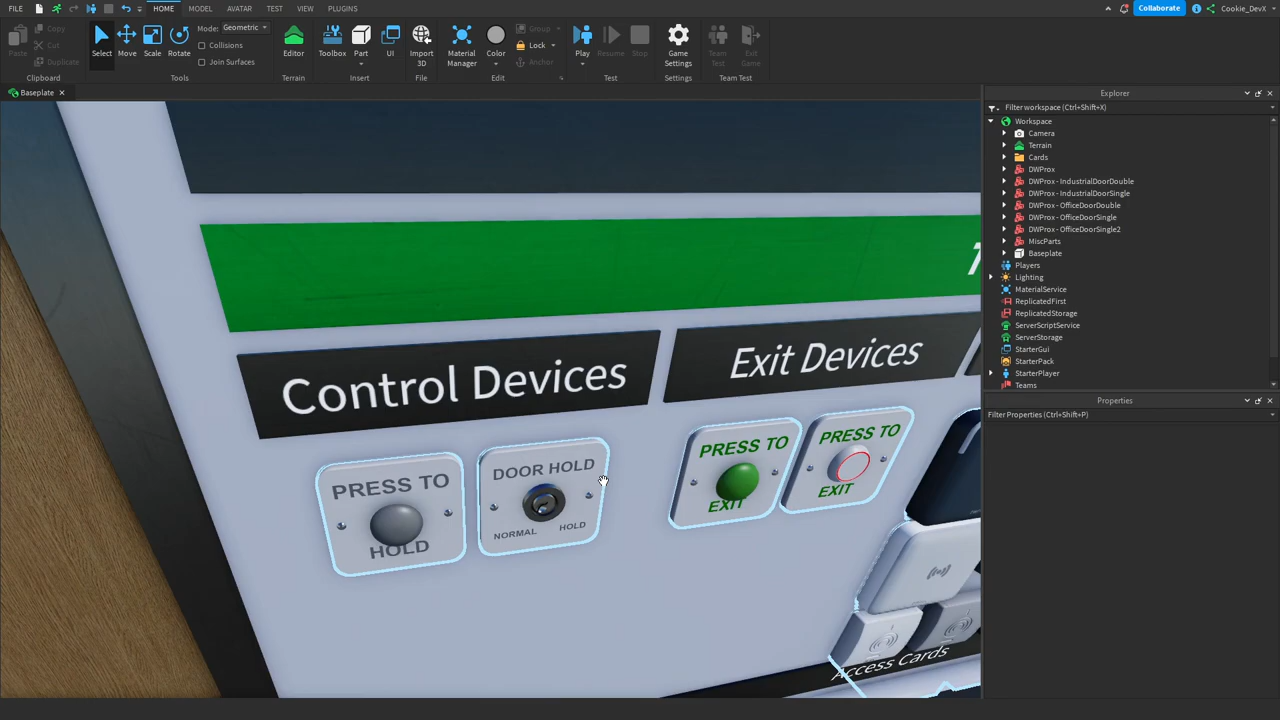 FILE
HOME
MODEL
AVATAR
TEST
VIEW
PLUGINS
Collaborate
Cookie_DevX
Paste
Copy
Cut
Duplicate
Clipboard
Select
Move
Scale
Rotate
Mode: Geometric
Collisions
Join Surfaces
Tools
Editor
Terrain
Toolbox
Part
UI
Insert
Import
3D
File
Material
Manager
Color
Group
Lock
Anchor
Edit
Play
Resume
Stop
Test
Game
Settings
Settings
Team
Test
Exit
Game
Team Test
Baseplate
Control Devices
Exit Devices
PRESS TO
HOLD
DOOR HOLD
NORMAL
HOLD
PRESS TO
EXIT
PRESS TO
EXIT
Access Cards
Explorer
Filter workspace (Ctrl+Shift+X)
Workspace
Camera
Terrain
Cards
DWProx
DWProx - IndustrialDoorDouble
DWProx - IndustrialDoorSingle
DWProx - OfficeDoorDouble
DWProx - OfficeDoorSingle
DWProx - OfficeDoorSingle2
MiscParts
Baseplate
Players
Lighting
MaterialService
ReplicatedFirst
ReplicatedStorage
ServerScriptService
ServerStorage
StarterGui
StarterPack
StarterPlayer
Teams
Properties
Filter Properties (Ctrl+Shift+P)